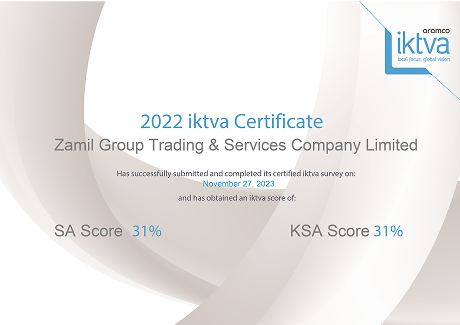 aramco
iktva
local focus, global vision
2022 iktva Certificate
Zamil Group Trading & Services Company Limited
Has successfully submitted and completed its certified iktva survey on:
November 27, 2023
and has obtained an iktva score of:
SA Score 31% KSA Score 31%